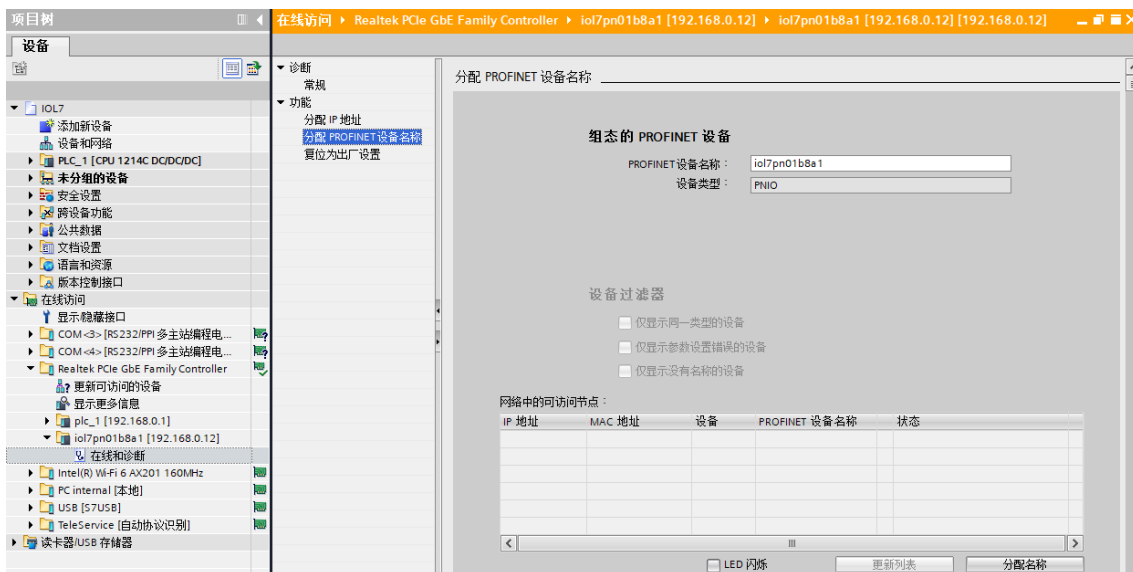 项目树
在线访问 Realtek PCIe GbE Family Controller iol7pn01b8a1 [192.168.0.12] iol7pn01b8a1 [192.168.0.12] [192.168.0.12]
设备
IOL7
添加新设备
设备和网络
PLC_1 [CPU 1214C DC/DC/DC]
未分组的设备
安全设置
跨设备功能
公共数据
文档设置
语言和资源
版本控制接口
在线访问
显示/隐藏接口
COM <3> [RS232/PPI 多主站编程电...
COM <4> [RS232/PPI 多主站编程电...
Realtek PCIe GbE Family Controller
更新可访问的设备
显示更多信息
plc_1 [192.168.0.1]
iol7pn01b8a1 [192.168.0.12]
在线和诊断
Intel(R) Wi-Fi 6 AX201 160MHz
PC internal [本地]
USB [S7USB]
TeleService [自动协议识别]
读卡器/USB 存储器
诊断
常规
功能
分配 IP 地址
分配 PROFINET 设备名称
复位为出厂设置
分配 PROFINET 设备名称
组态的 PROFINET 设备
PROFINET设备名称： iol7pn01b8a1
设备类型： PNIO
设备过滤器
仅显示同一类型的设备
仅显示参数设置错误的设备
仅显示没有名称的设备
网络中的可访问节点：
IP 地址 MAC 地址 设备 PROFINET 设备名称 状态
LED 闪烁 更新列表 分配名称